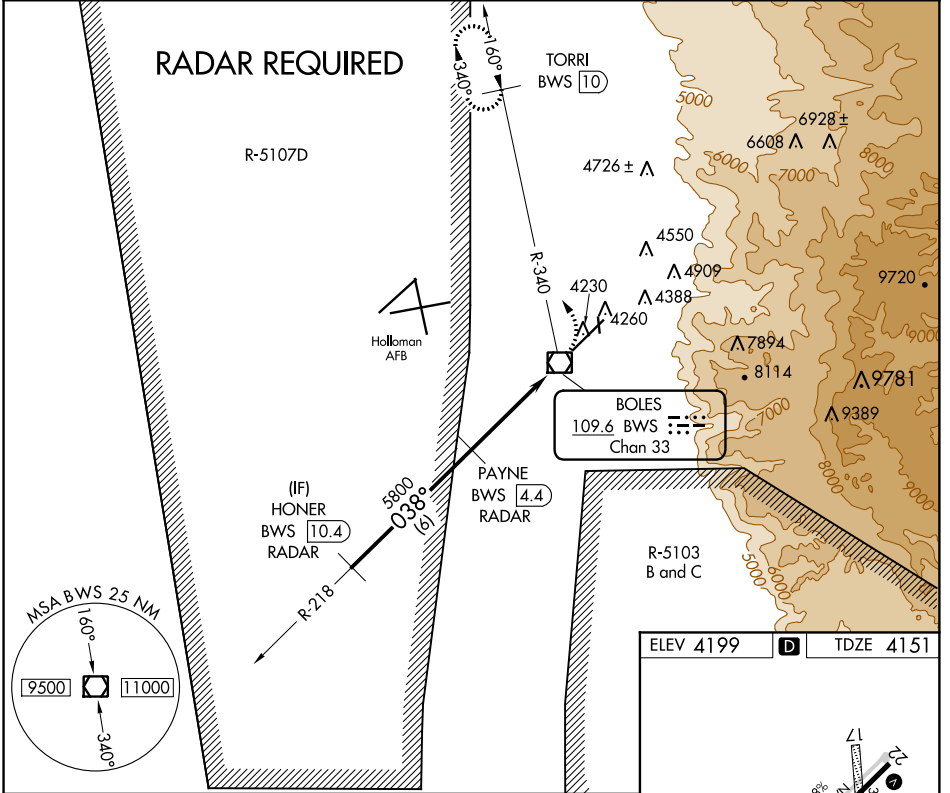 RADAR REQUIRED
160°
340°
TORRI
BWS 10
R-5107D
5000
6928 ±
6608
8000
6000
7000
4726 ±
R-340
4550
4909
4230
4388
9720
4260
9000
Holloman
AFB
7894
8114
9781
BOLES
109.6 BWS
Chan 33
7000
9389
8000
9000
(IF)
HONER
BWS 10.4
RADAR
5800
038°
(6)
PAYNE
BWS 4.4
RADAR
R-218
R-5103
B and C
5000
6000
MSA BWS 25 NM
160°
9500
11000
340°
ELEV 4199
D
TDZE 4151
17
22
V